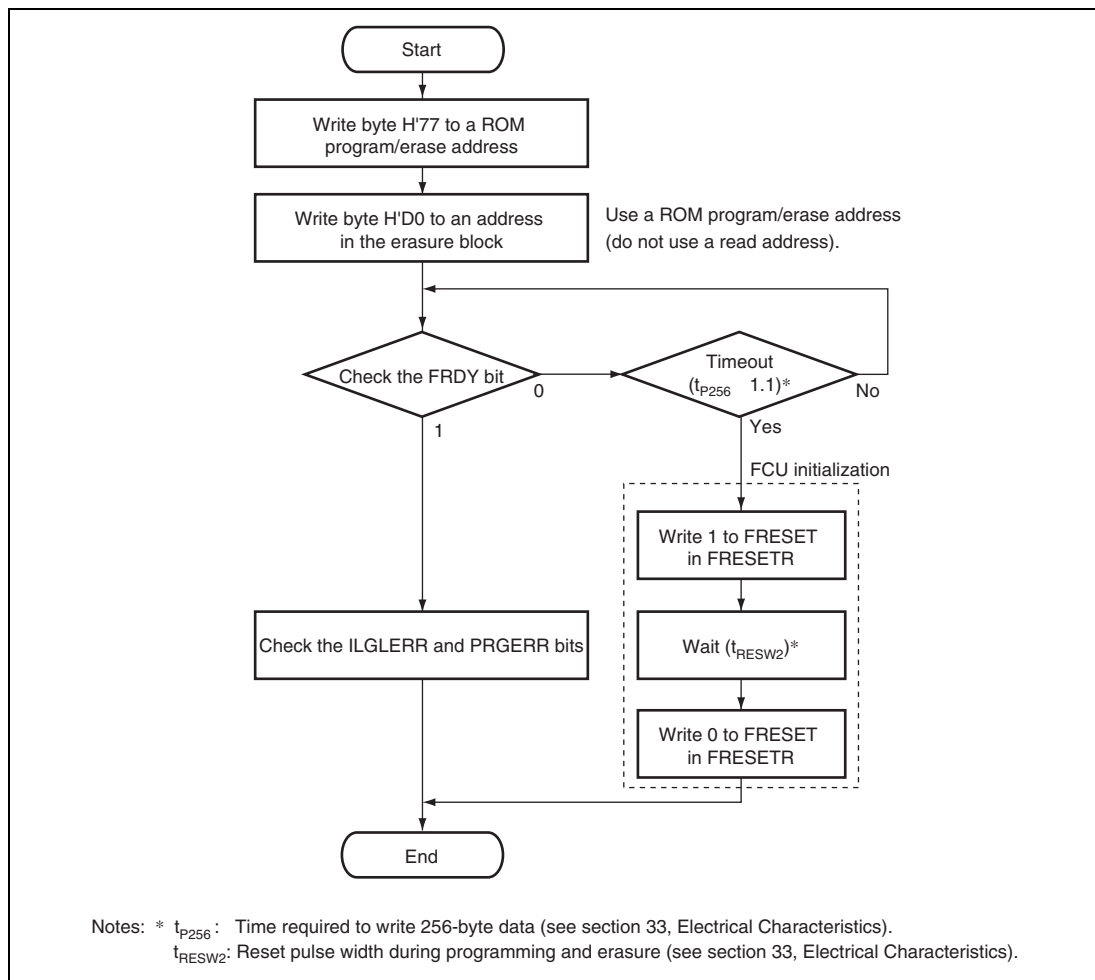 Start
Write byte H'77 to a ROM
program/erase address
Write byte H'D0 to an address
in the erasure block
Use a ROM program/erase address
(do not use a read address).
Check the FRDY bit
0
1
Timeout
(tP256 1.1)*
No
Yes
FCU initialization
Write 1 to FRESET
in FRESETR
Wait (tRESW2)*
Write 0 to FRESET
in FRESETR
Check the ILGLERR and PRGERR bits
End
Notes: * tP256: Time required to write 256-byte data (see section 33, Electrical Characteristics).
tRESW2: Reset pulse width during programming and erasure (see section 33, Electrical Characteristics).